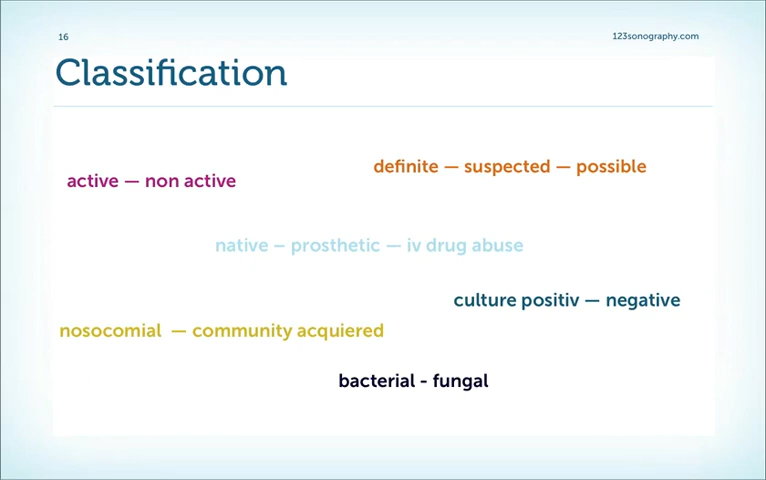 16
123sonography.com
Classification
definite — suspected — possible
active — non active
native – prosthetic — iv drug abuse
culture positiv — negative
nosocomial — community acquiered
bacterial - fungal